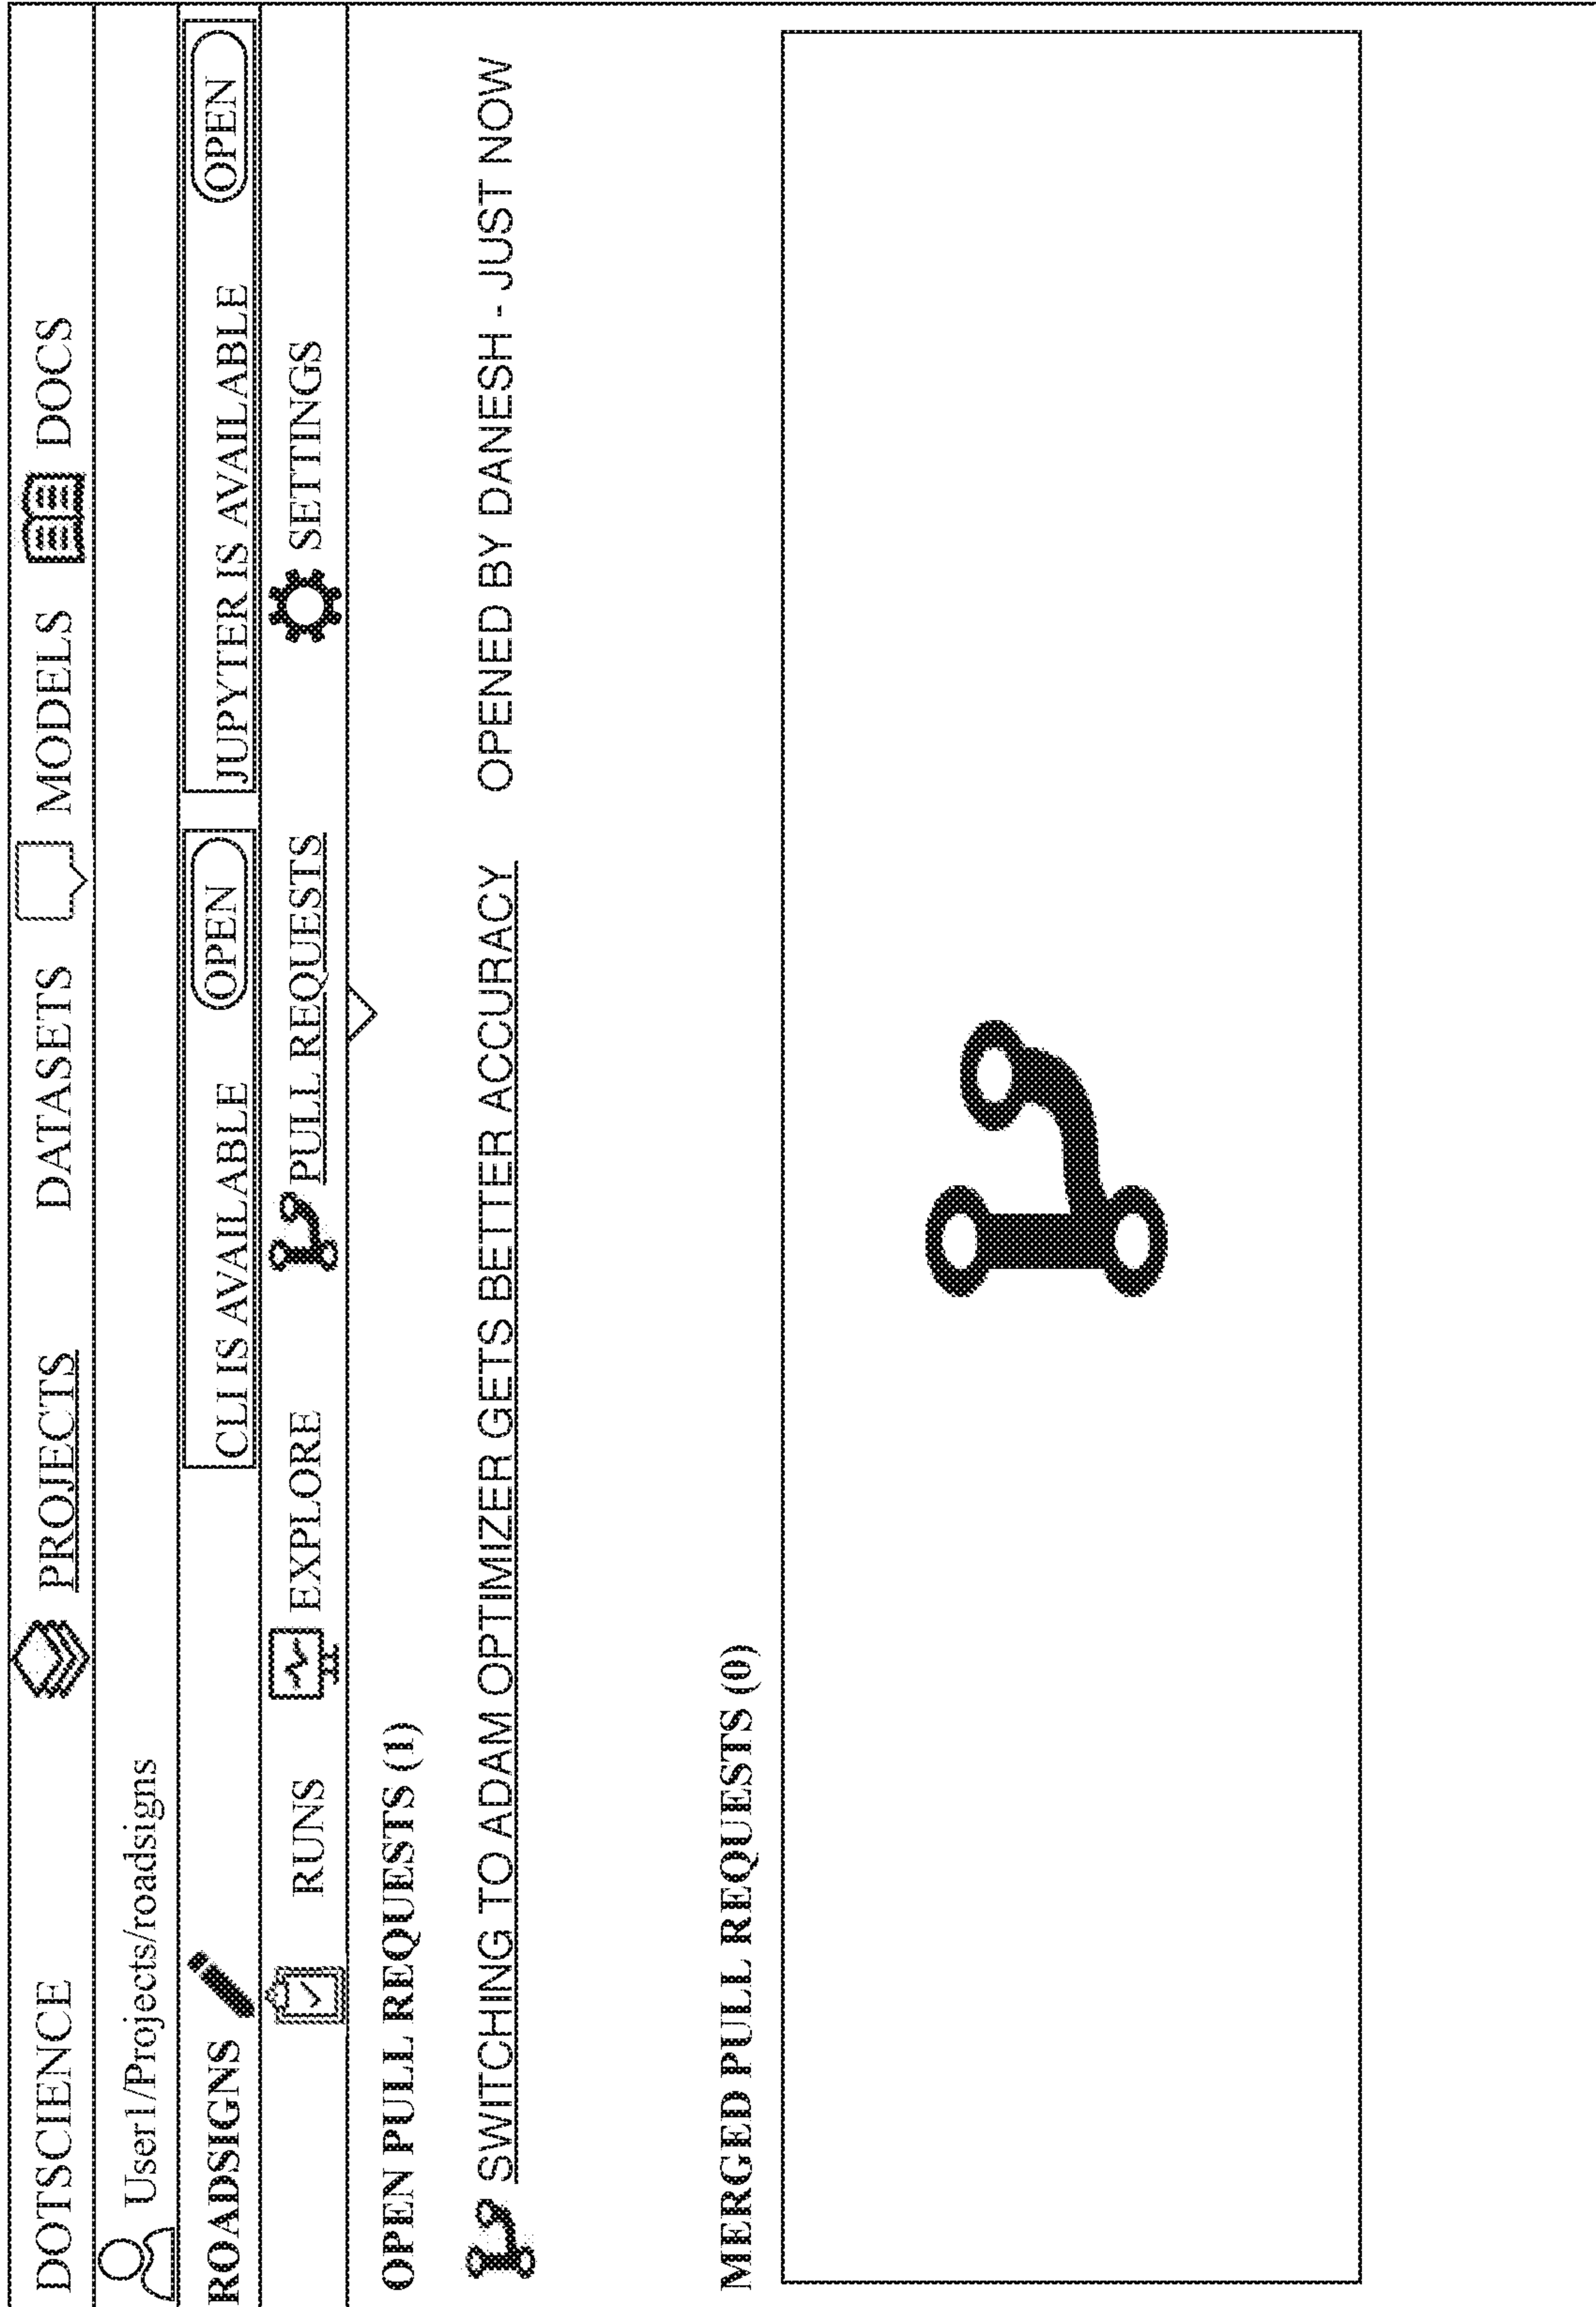 DOTSCIENCE PROJECTS DATASETS MODELS DOCS
User1/Projects/roadsigns
ROADSIGNS CLI IS AVAILABLE OPEN JUPYTER IS AVAILABLE OPEN
RUNS EXPLORE PULL REQUESTS SETTINGS
OPEN PULL REQUESTS (1)
SWITCHING TO ADAM OPTIMIZER GETS BETTER ACCURACY OPENED BY DANESH - JUST NOW
MERGED PULL REQUESTS (0)